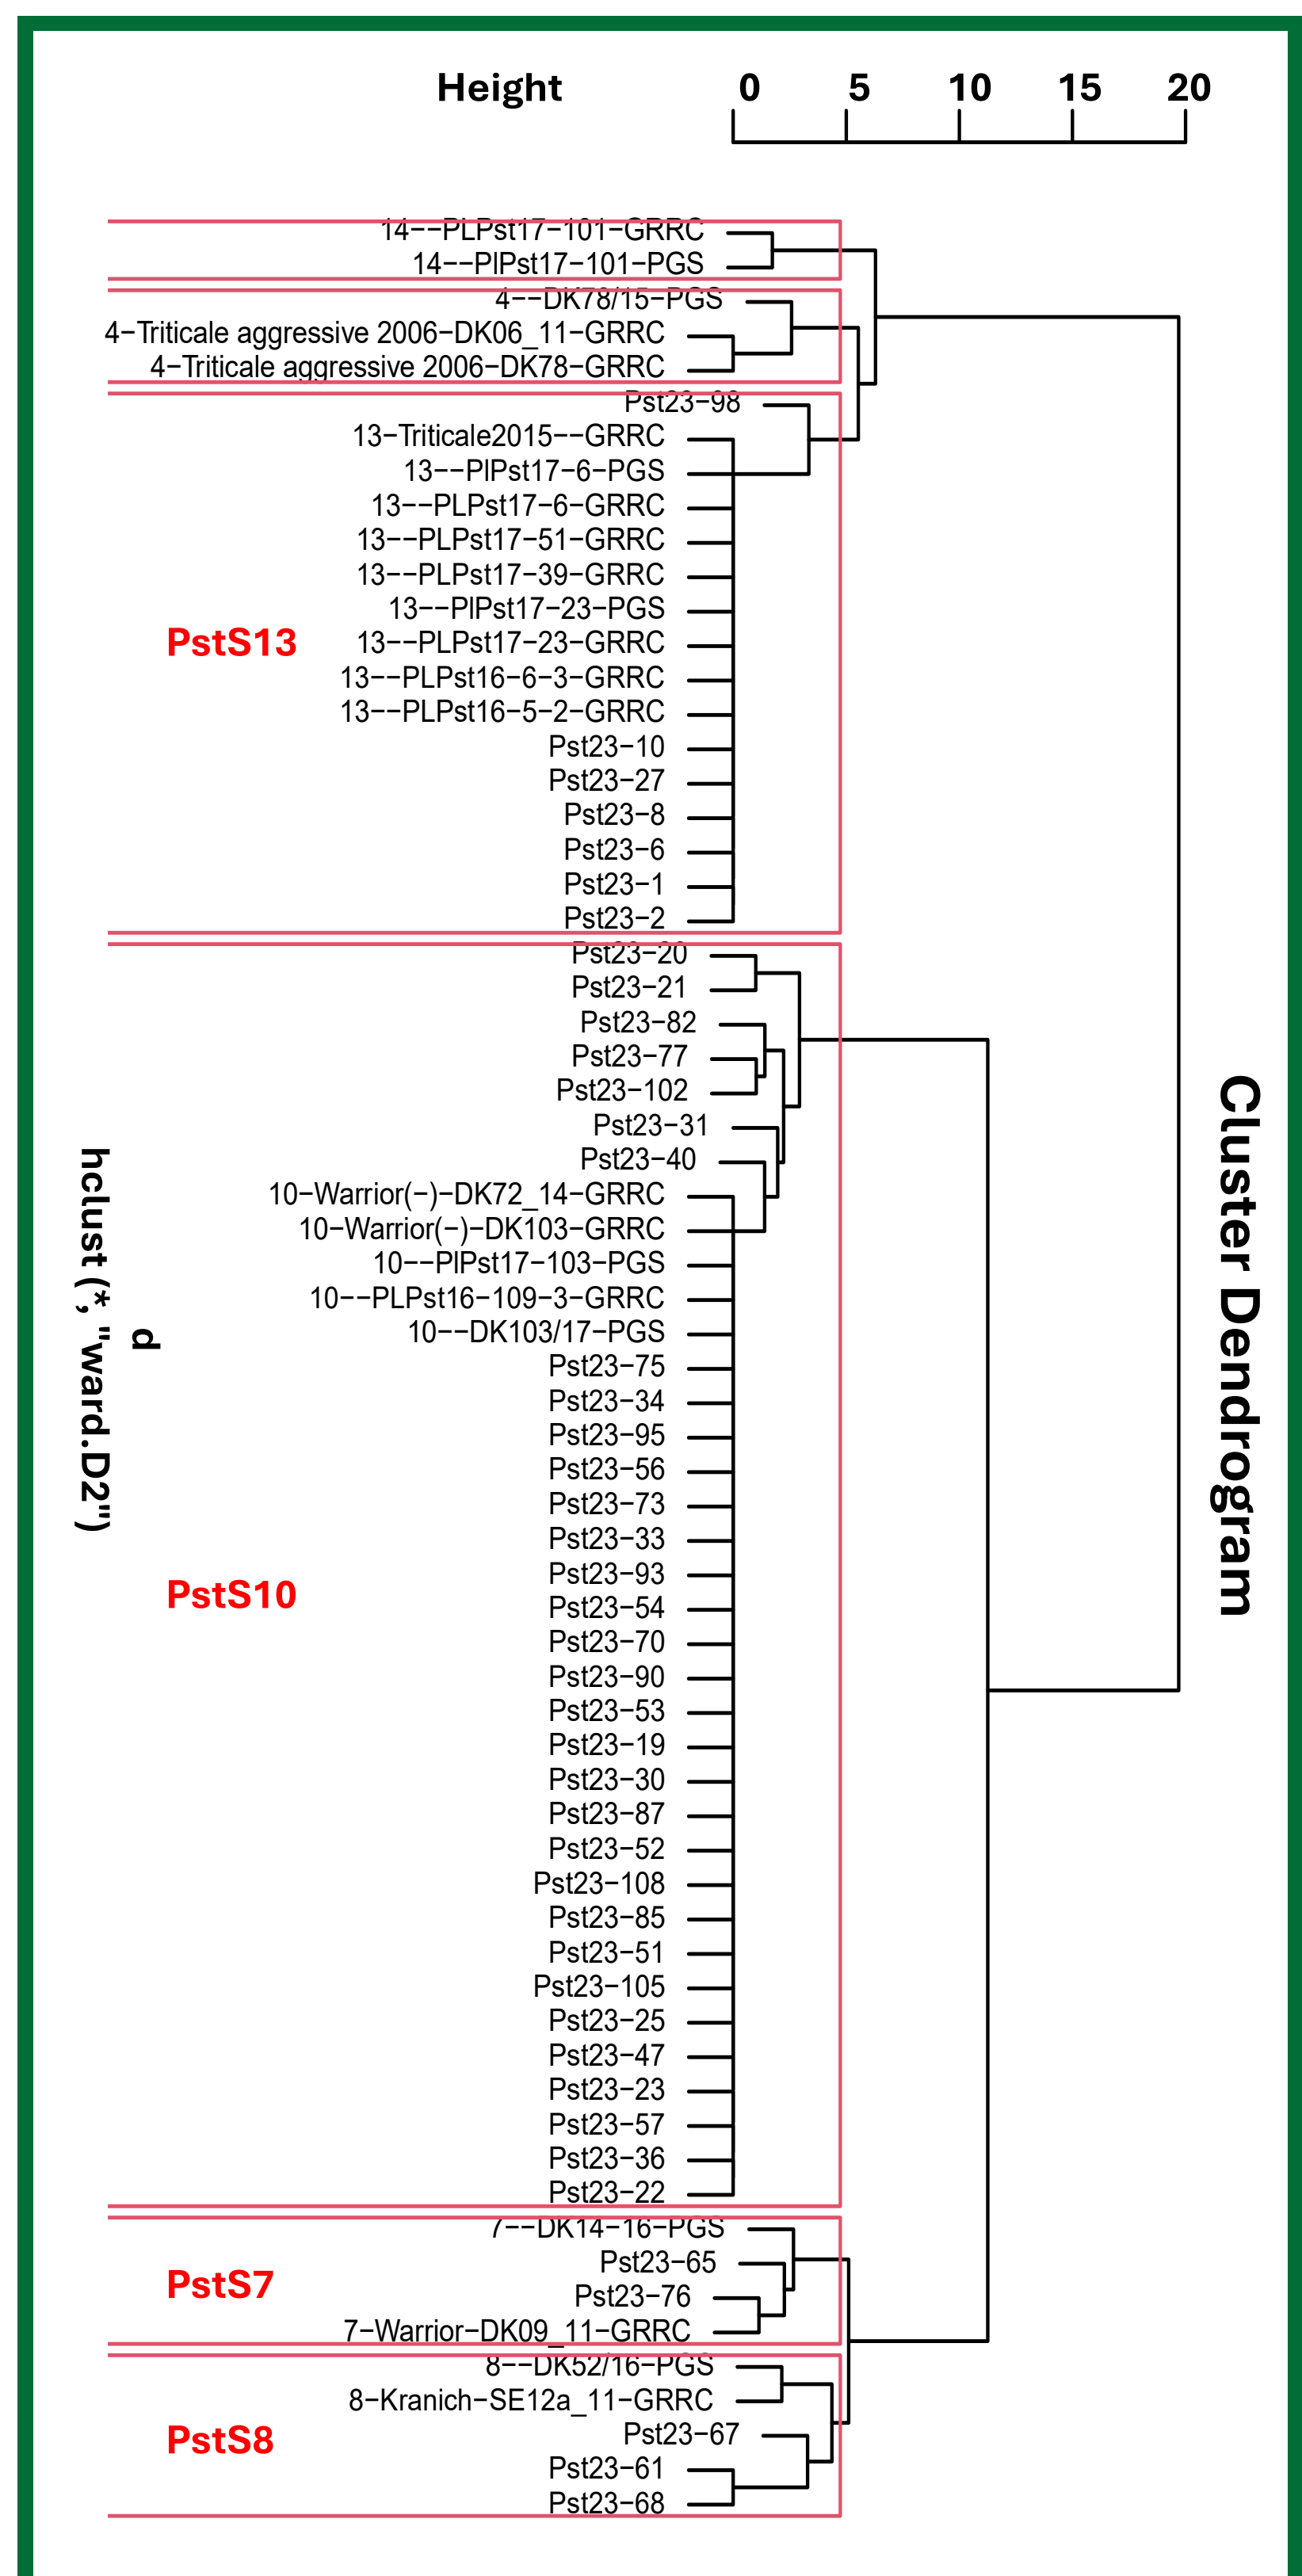 Height
0 5 10 15 20
14--PLPst17-101-GRRC
14--PlPst17-101-PGS
4--DK78/15-PGS
4-Triticale aggressive 2006-DK06_11-GRRC
4-Triticale aggressive 2006-DK78-GRRC
Pst23-98
13-Triticale2015--GRRC
13--PlPst17-6-PGS
13--PLPst17-6-GRRC
13--PLPst17-51-GRRC
13--PLPst17-39-GRRC
13--PlPst17-23-PGS
PstS13
13--PLPst17-23-GRRC
13--PLPst16-6-3-GRRC
13--PLPst16-5-2-GRRC
Pst23-10
Pst23-27
Pst23-8
Pst23-6
Pst23-1
Pst23-2
Pst23-20
Pst23-21
Pst23-82
Pst23-77
Pst23-102
Pst23-31
Pst23-40
10-Warrior(-)-DK72_14-GRRC
10-Warrior(-)-DK103-GRRC
10--PlPst17-103-PGS
10--PLPst16-109-3-GRRC
10--DK103/17-PGS
Pst23-75
Pst23-34
Pst23-95
Pst23-56
Pst23-73
Pst23-33
Pst23-93
PstS10
Pst23-54
Pst23-70
Pst23-90
Pst23-53
Pst23-19
Pst23-30
Pst23-87
Pst23-52
Pst23-108
Pst23-85
Pst23-51
Pst23-105
Pst23-25
Pst23-47
Pst23-23
Pst23-57
Pst23-36
Pst23-22
7--DK14-16-PGS
Pst23-65
PstS7
Pst23-76
7-Warrior-DK09_11-GRRC
8--DK52/16-PGS
8-Kranich-SE12a_11-GRRC
Pst23-67
PstS8
Pst23-61
Pst23-68
Cluster Dendrogram
d
hclust (*, "ward.D2")